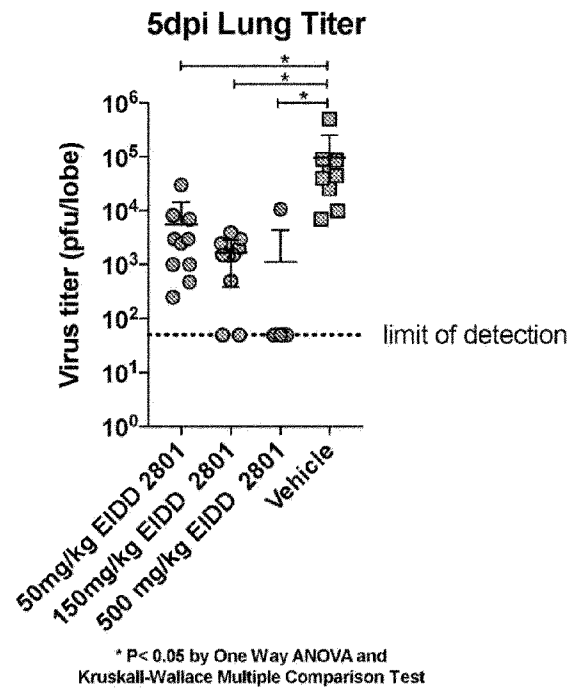 5dpi Lung Titer
*
*
*
Virus titer (pfu/lobe)
10⁶
10⁵
10⁴
10³
10²
10¹
10⁰
limit of detection
50mg/kg EIDD 2801
150mg/kg EIDD 2801
500 mg/kg EIDD 2801
Vehicle
* P< 0.05 by One Way ANOVA and
Kruskall-Wallace Multiple Comparison Test